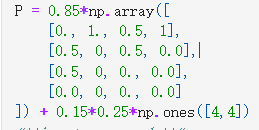 P = 0.85*np.array([
[0., 1., 0.5, 1],
[0.5, 0, 0.5, 0.0],
[0.5, 0, 0., 0.0],
[0.0, 0, 0., 0.0]
]) + 0.15*0.25*np.ones([4,4])